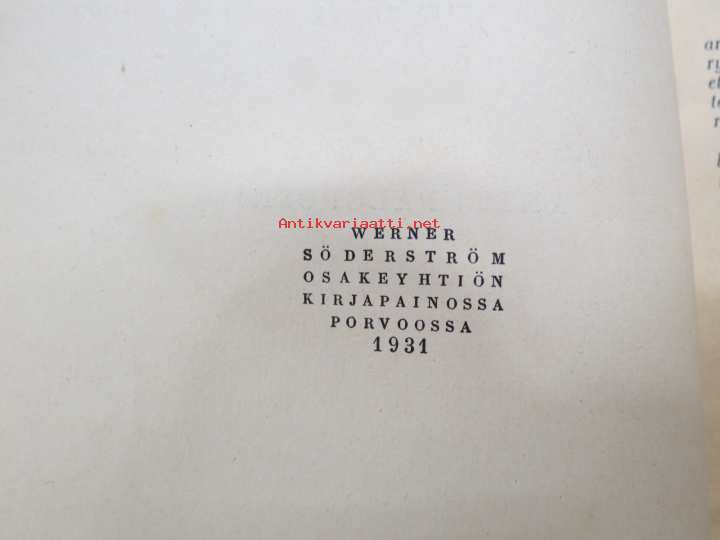 Antikvariaatti.net
WERNER
SÖDERSTRÖM
OSAKEYHTIÖN
KIRJAPAINOSSA
PORVOOSSA
1931